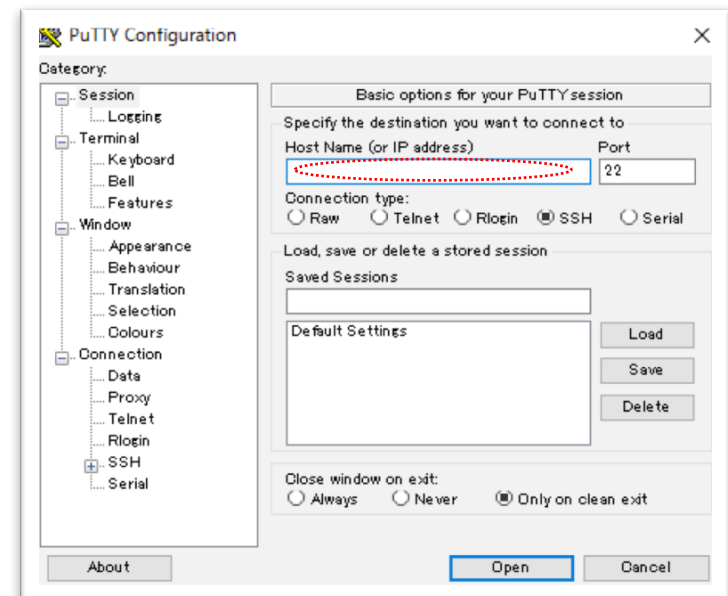 PuTTY Configuration
Category:
Session
Logging
Terminal
Keyboard
Bell
Features
Window
Appearance
Behaviour
Translation
Selection
Colours
Connection
Data
Proxy
Telnet
Rlogin
SSH
Serial
Basic options for your PuTTY session
Specify the destination you want to connect to
Host Name (or IP address) Port
22
Connection type:
Raw Telnet Rlogin SSH Serial
Load, save or delete a stored session
Saved Sessions
Default Settings
Load
Save
Delete
Close window on exit:
Always Never Only on clean exit
About Open Cancel